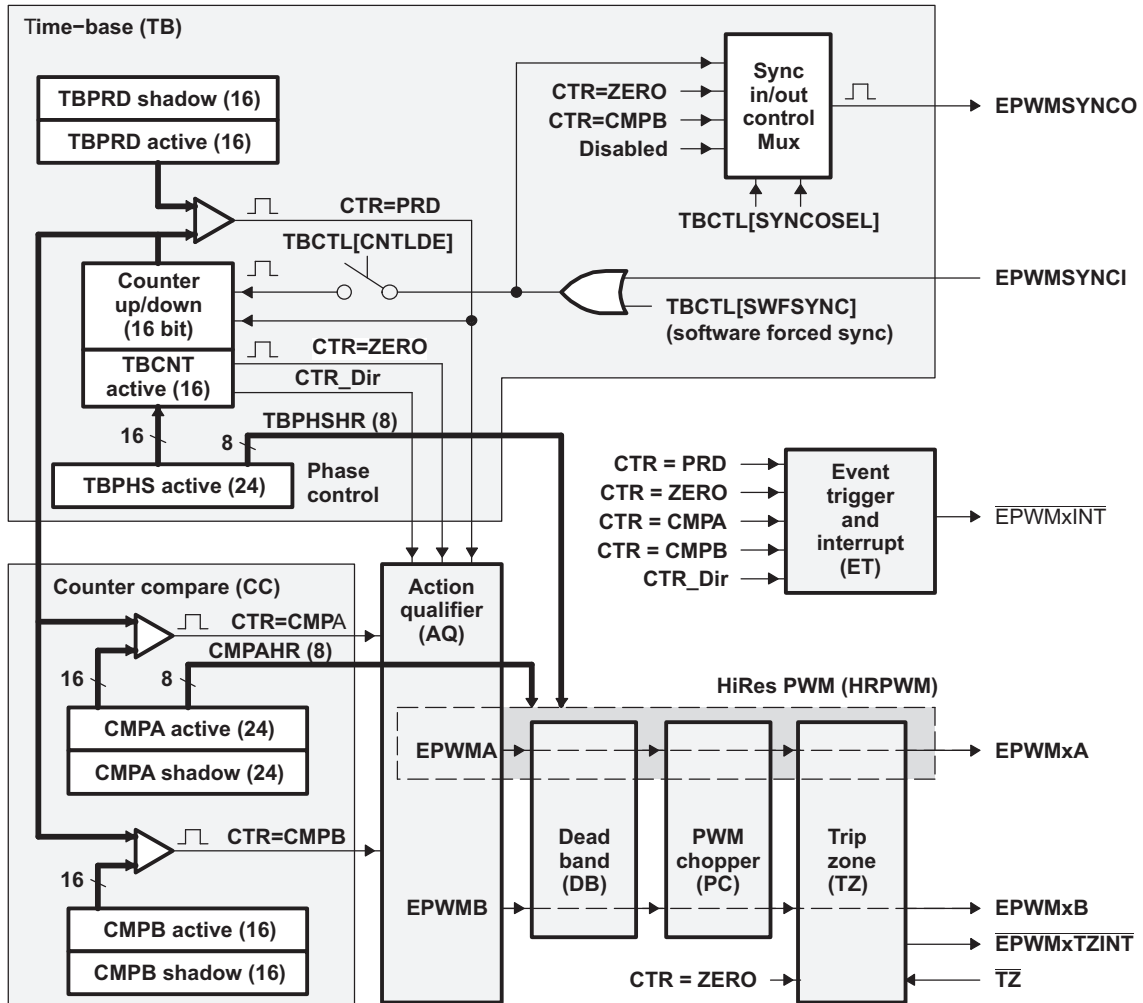 Time−base (TB)
TBPRD shadow (16)
TBPRD active (16)
CTR=ZERO
CTR=CMPB
Disabled
Sync
in/out
control
Mux
EPWMSYNCO
TBCTL[SYNCOSEL]
CTR=PRD
TBCTL[CNTLDE]
EPWMSYNCI
TBCTL[SWFSYNC]
(software forced sync)
Counter
up/down
(16 bit)
TBCNT
active (16)
CTR=ZERO
CTR_Dir
16
8
TBPHSHR (8)
TBPHS active (24)
Phase
control
CTR = PRD
CTR = ZERO
CTR = CMPA
CTR = CMPB
CTR_Dir
Event
trigger
and
interrupt
(ET)
EPWMxINT
Counter compare (CC)
CTR=CMPA
16
8
CMPAHR (8)
CMPA active (24)
CMPA shadow (24)
CTR=CMPB
16
CMPB active (16)
CMPB shadow (16)
Action
qualifier
(AQ)
EPWMA
EPWMB
HiRes PWM (HRPWM)
Dead
band
(DB)
PWM
chopper
(PC)
Trip
zone
(TZ)
CTR = ZERO
EPWMxA
EPWMxB
EPWMxTZINT
TZ